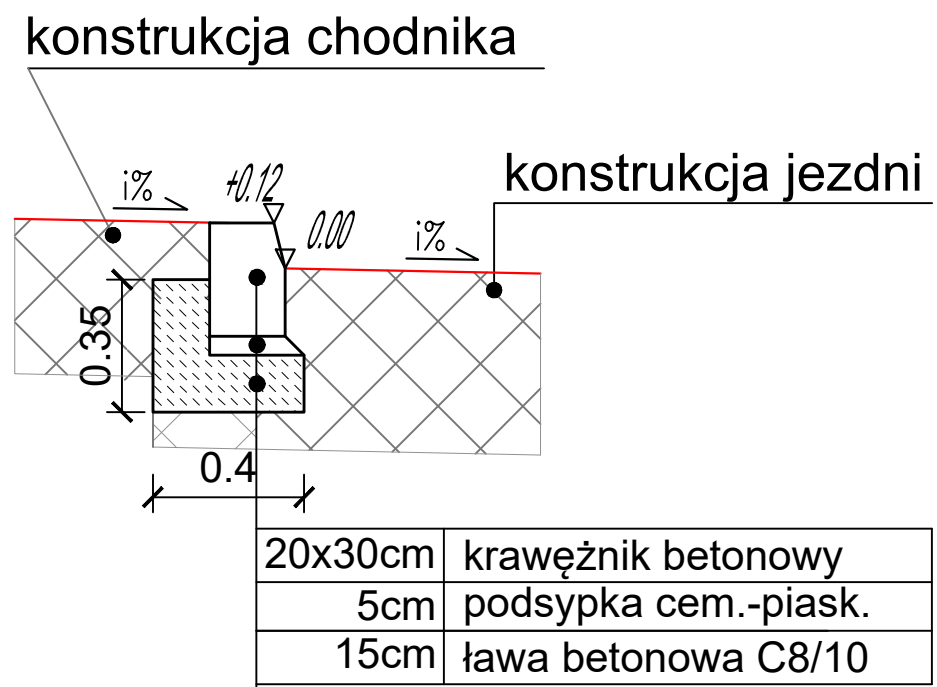 konstrukcja chodnika
konstrukcja jezdni
i%
+0.12
0.00
i%
0.35
0.4
20x30cm krawężnik betonowy
5cm podsypka cem.-piask.
15cm ława betonowa C8/10